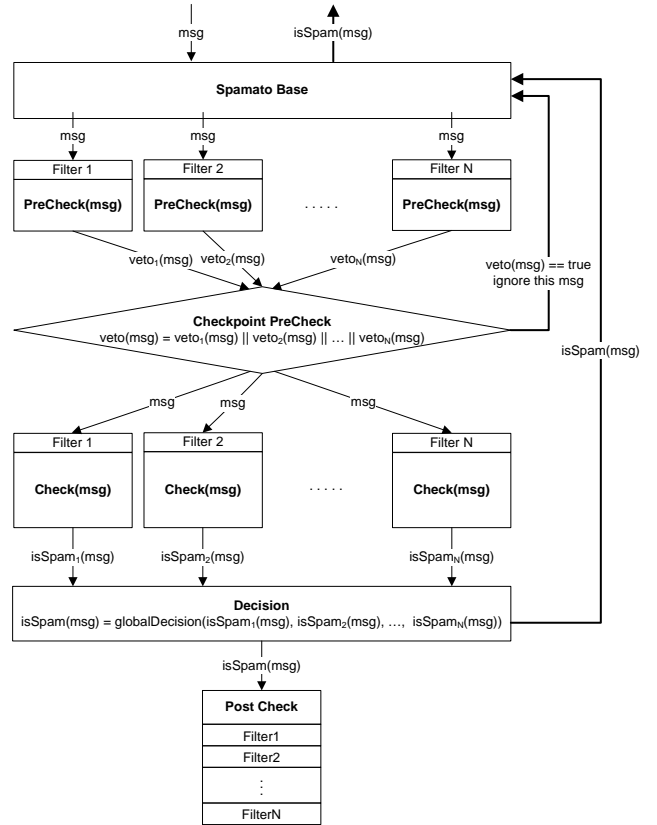 msg
isSpam(msg)
Spamato Base
msg
msg
msg
Filter 1
Filter 2
Filter N
PreCheck(msg)
PreCheck(msg)
. . . . .
PreCheck(msg)
veto₁(msg)
veto₂(msg)
veto_N(msg)
veto(msg) == true
ignore this msg
Checkpoint PreCheck
veto(msg) = veto₁(msg) || veto₂(msg) || … || veto_N(msg)
isSpam(msg)
msg
msg
msg
Filter 1
Filter 2
Filter N
Check(msg)
Check(msg)
. . . . .
Check(msg)
isSpam₁(msg)
isSpam₂(msg)
isSpam_N(msg)
Decision
isSpam(msg) = globalDecision(isSpam₁(msg), isSpam₂(msg), …, isSpam_N(msg))
isSpam(msg)
Post Check
Filter1
Filter2
⋮
FilterN